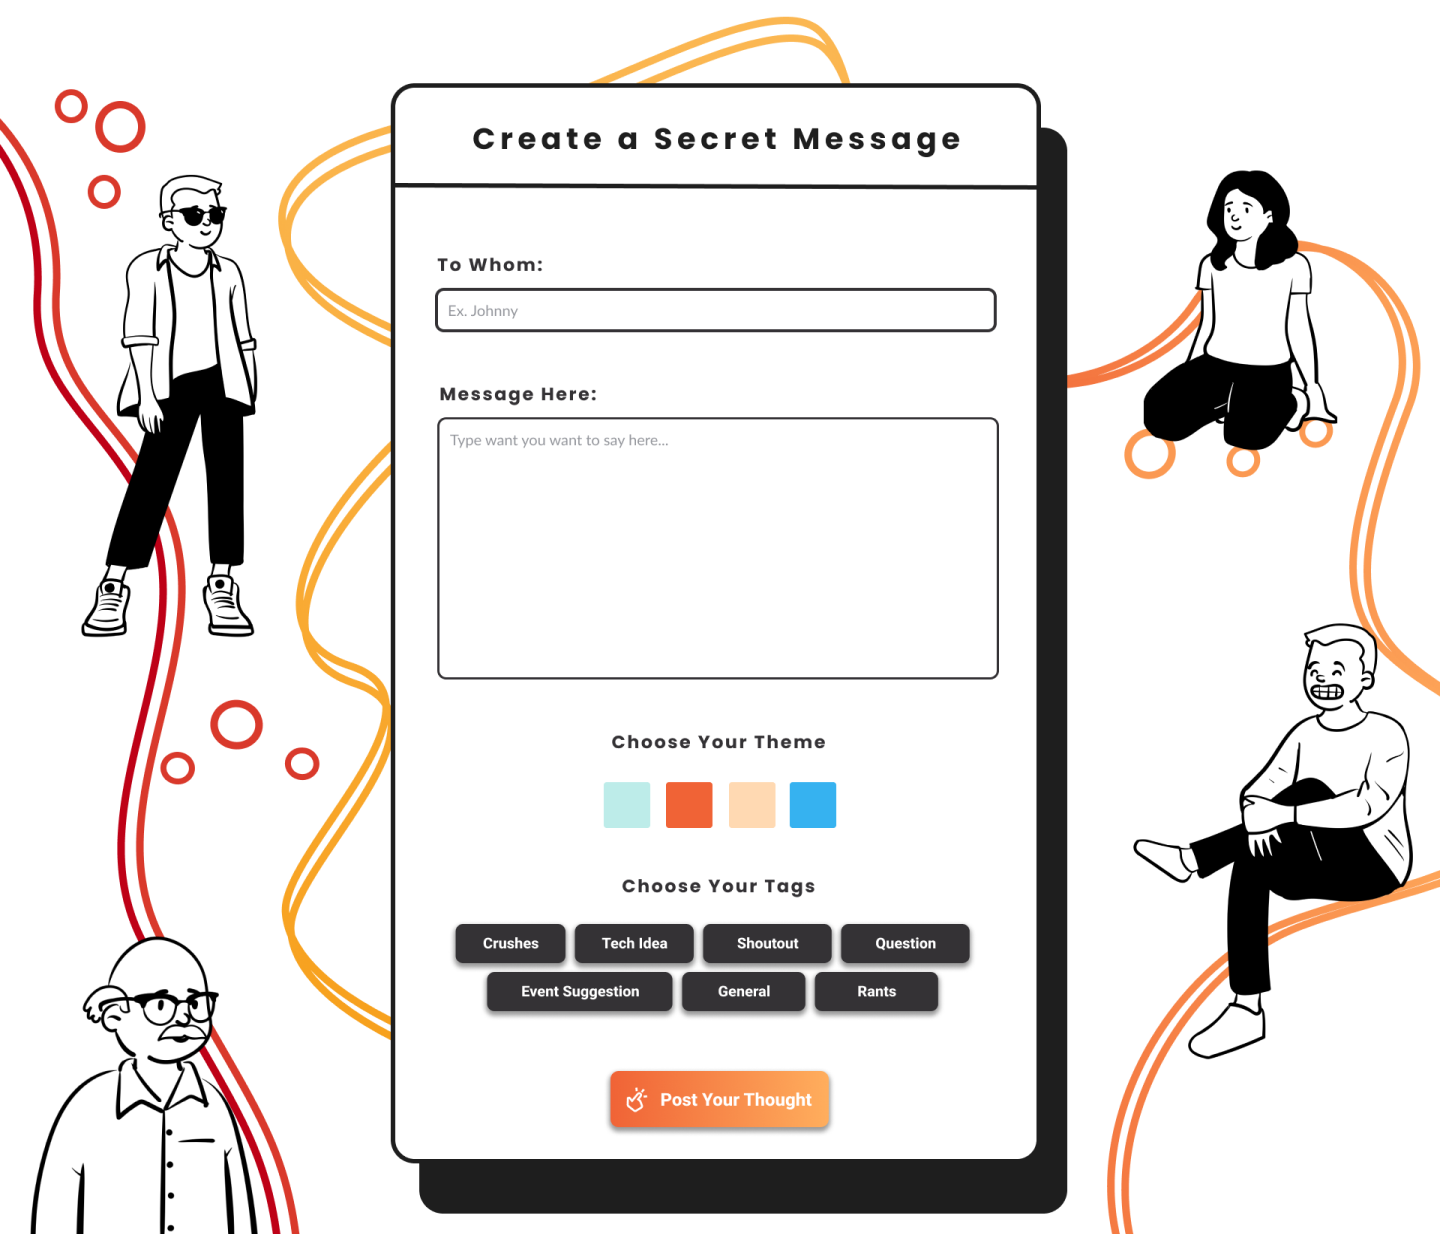 Create a Secret Message
To Whom:
Ex. Johnny
Message Here:
Type want you want to say here...
Choose Your Theme
Choose Your Tags
Crushes Tech Idea Shoutout Question
Event Suggestion General Rants
Post Your Thought